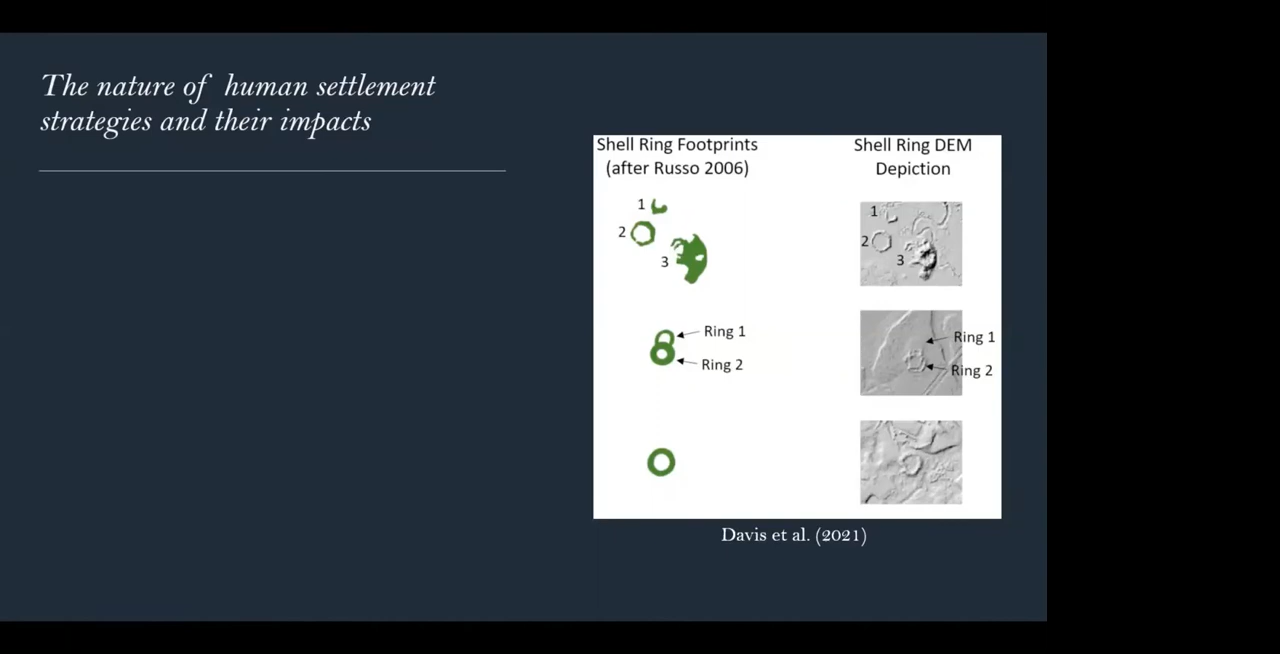 The nature of human settlement
strategies and their impacts
Shell Ring Footprints
(after Russo 2006)
Shell Ring DEM
Depiction
1
2
3
1
2
3
Ring 1
Ring 2
Ring 1
Ring 2
Davis et al. (2021)